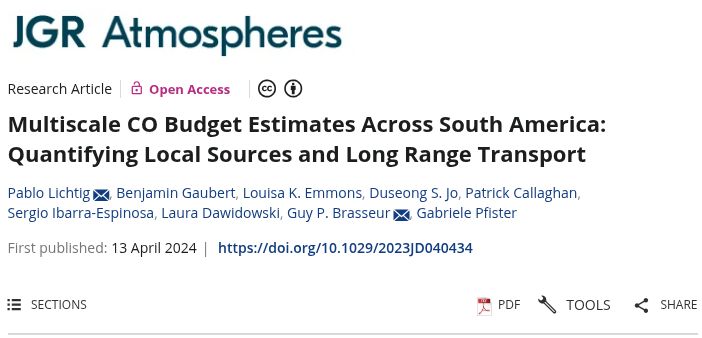 JGR Atmospheres
Research Article Open Access
Multiscale CO Budget Estimates Across South America:
Quantifying Local Sources and Long Range Transport
Pablo Lichtig, Benjamin Gaubert, Louisa K. Emmons, Duseong S. Jo, Patrick Callaghan,
Sergio Ibarra-Espinosa, Laura Dawidowski, Guy P. Brasseur, Gabriele Pfister
First published: 13 April 2024 | https://doi.org/10.1029/2023JD040434
SECTIONS PDF TOOLS SHARE